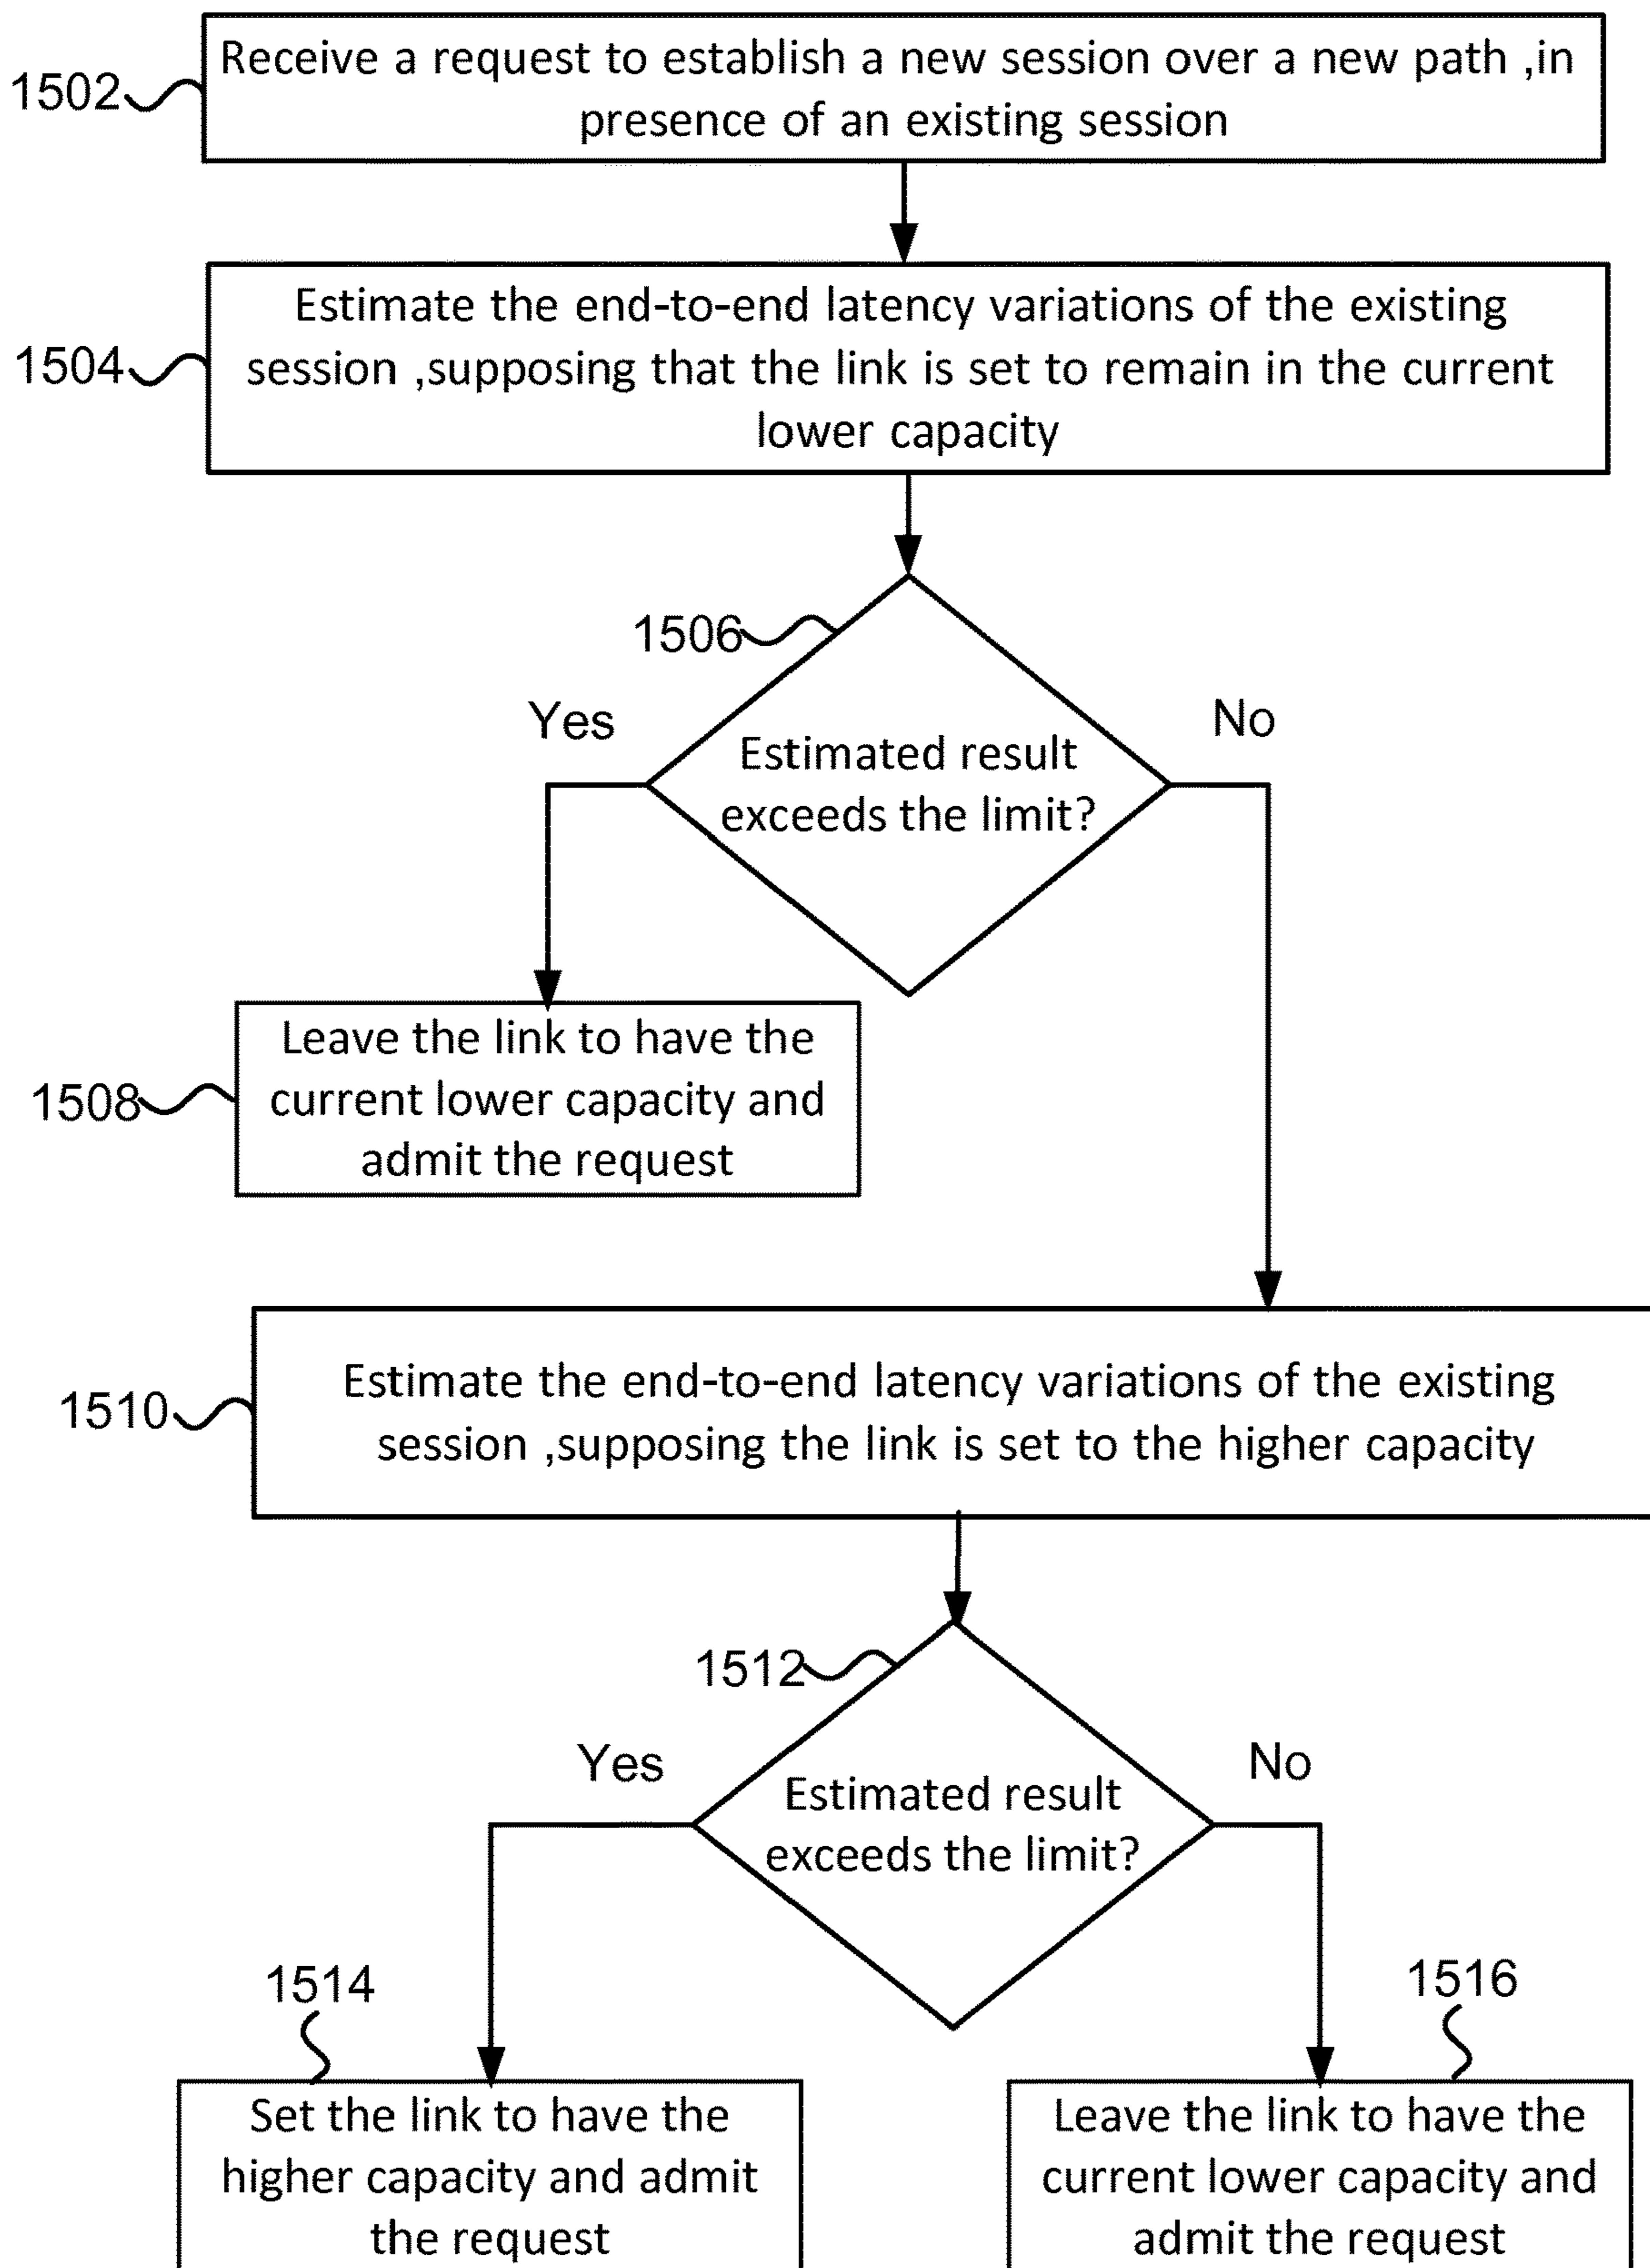 1502
Receive a request to establish a new session over a new path ,in
presence of an existing session
1504
Estimate the end-to-end latency variations of the existing
session ,supposing that the link is set to remain in the current
lower capacity
1506
Yes
No
Estimated result
exceeds the limit?
1508
Leave the link to have the
current lower capacity and
admit the request
1510
Estimate the end-to-end latency variations of the existing
session ,supposing the link is set to the higher capacity
1512
Yes
No
Estimated result
exceeds the limit?
1514
Set the link to have the
higher capacity and admit
the request
1516
Leave the link to have the
current lower capacity and
admit the request